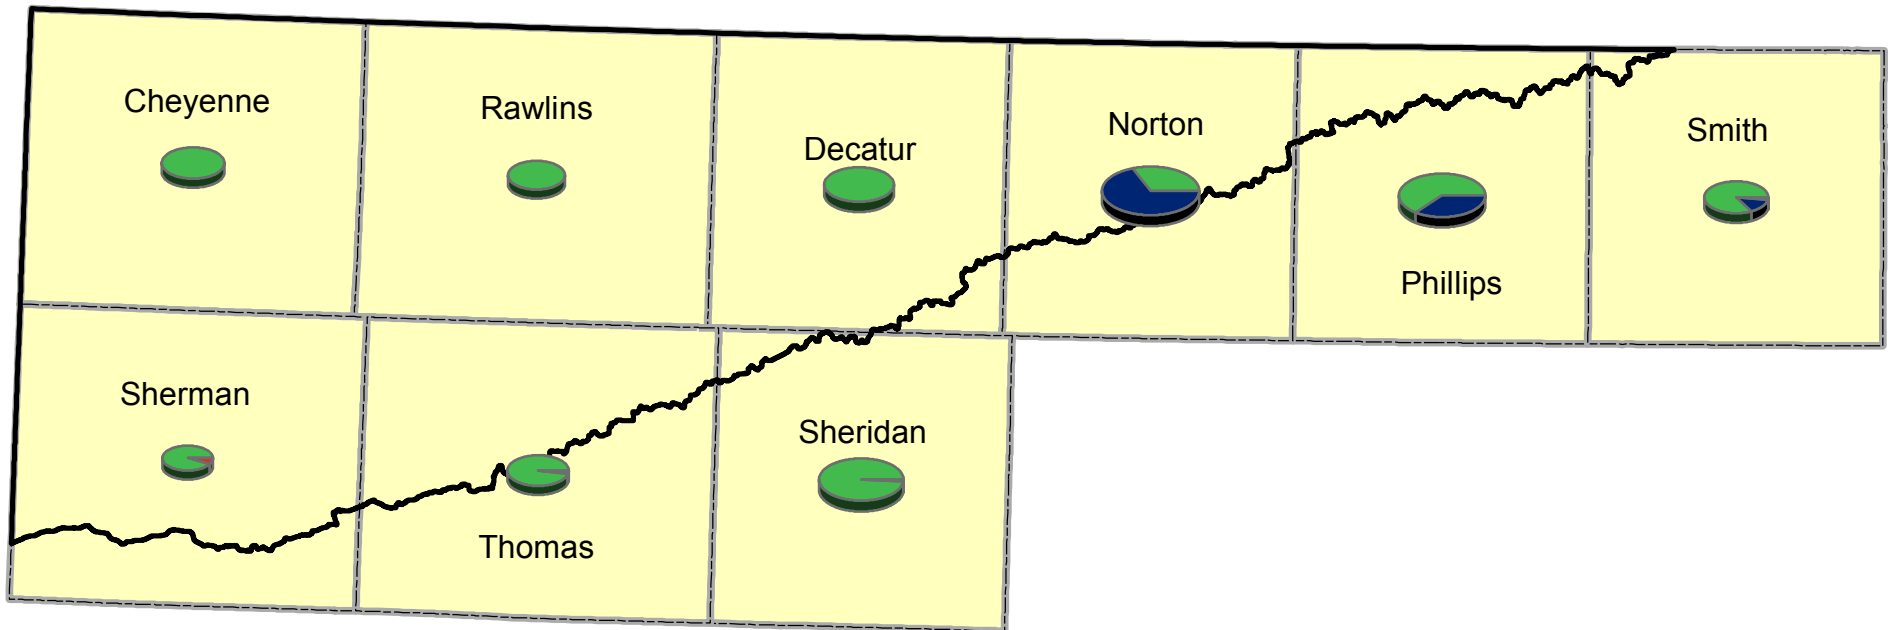 Cheyenne
Rawlins
Decatur
Norton
Smith
Phillips
Sherman
Sheridan
Thomas